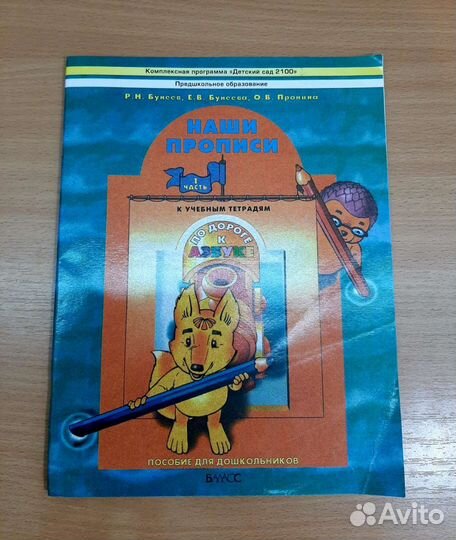 Комплексная программа «Детский сад 2100»
Предшкольное образование
Р.Н. Бунеев, Е.В. Бунеева, О.В. Пронина
НАШИ
ПРОПИСИ
1
ЧАСТЬ
К УЧЕБНЫМ ТЕТРАДЯМ
ПО ДОРОГЕ
К
АЗБУКЕ
ПОСОБИЕ ДЛЯ ДОШКОЛЬНИКОВ
БАЛАСС
Avito